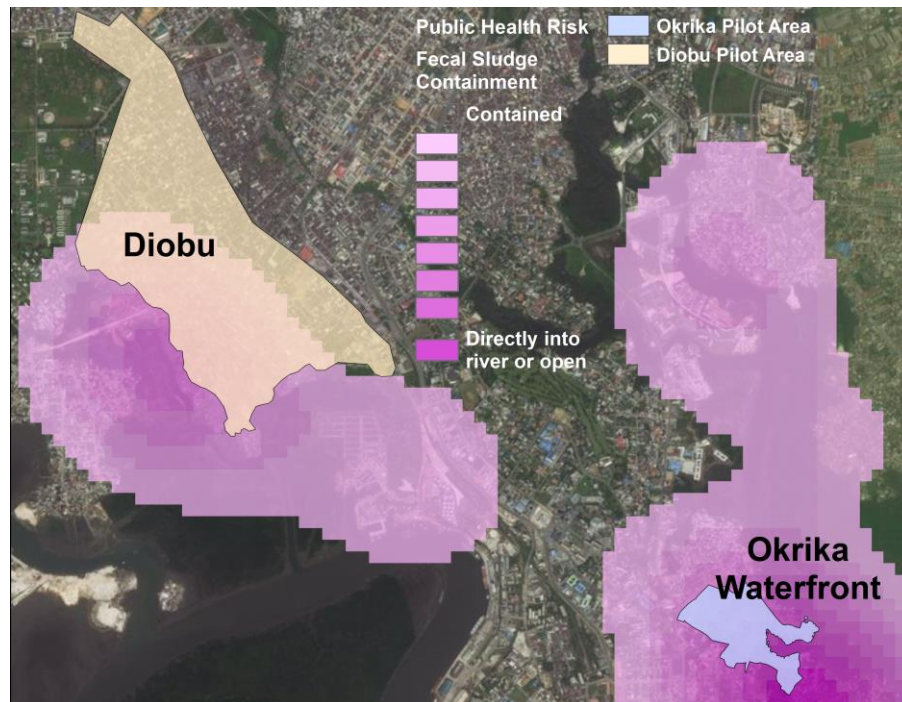 Public Health Risk
Fecal Sludge
Containment
Contained
Directly into
river or open
Okrika Pilot Area
Diobu Pilot Area
Diobu
Okrika
Waterfront